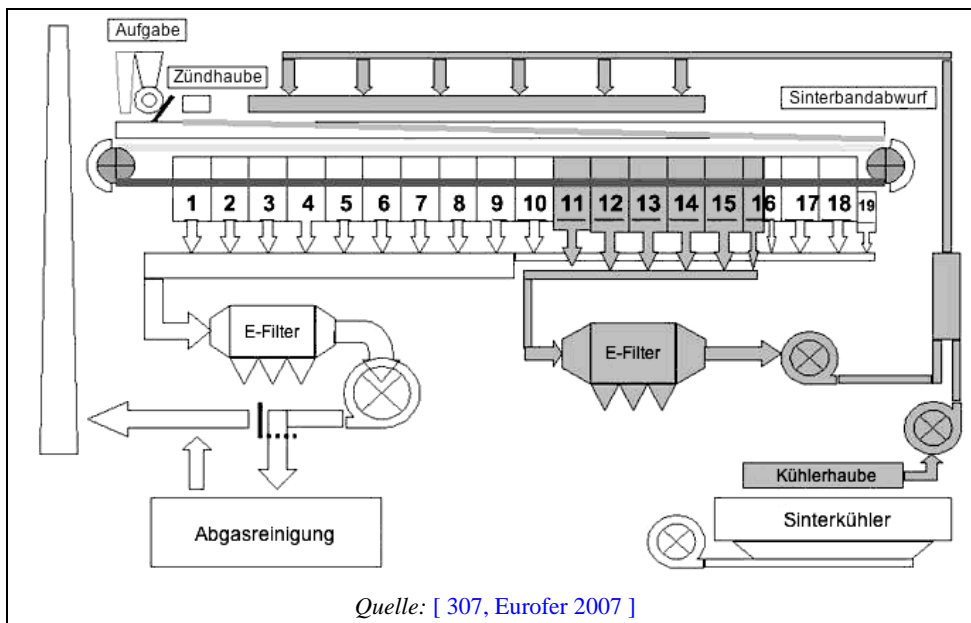 Aufgabe
Zündhaube
Sinterbandabwurf
1 2 3 4 5 6 7 8 9 10 11 12 13 14 15 16 17 18 19
E-Filter
E-Filter
Kühlerhaube
Sinterkühler
Abgasreinigung
Quelle: [ 307, Eurofer 2007 ]